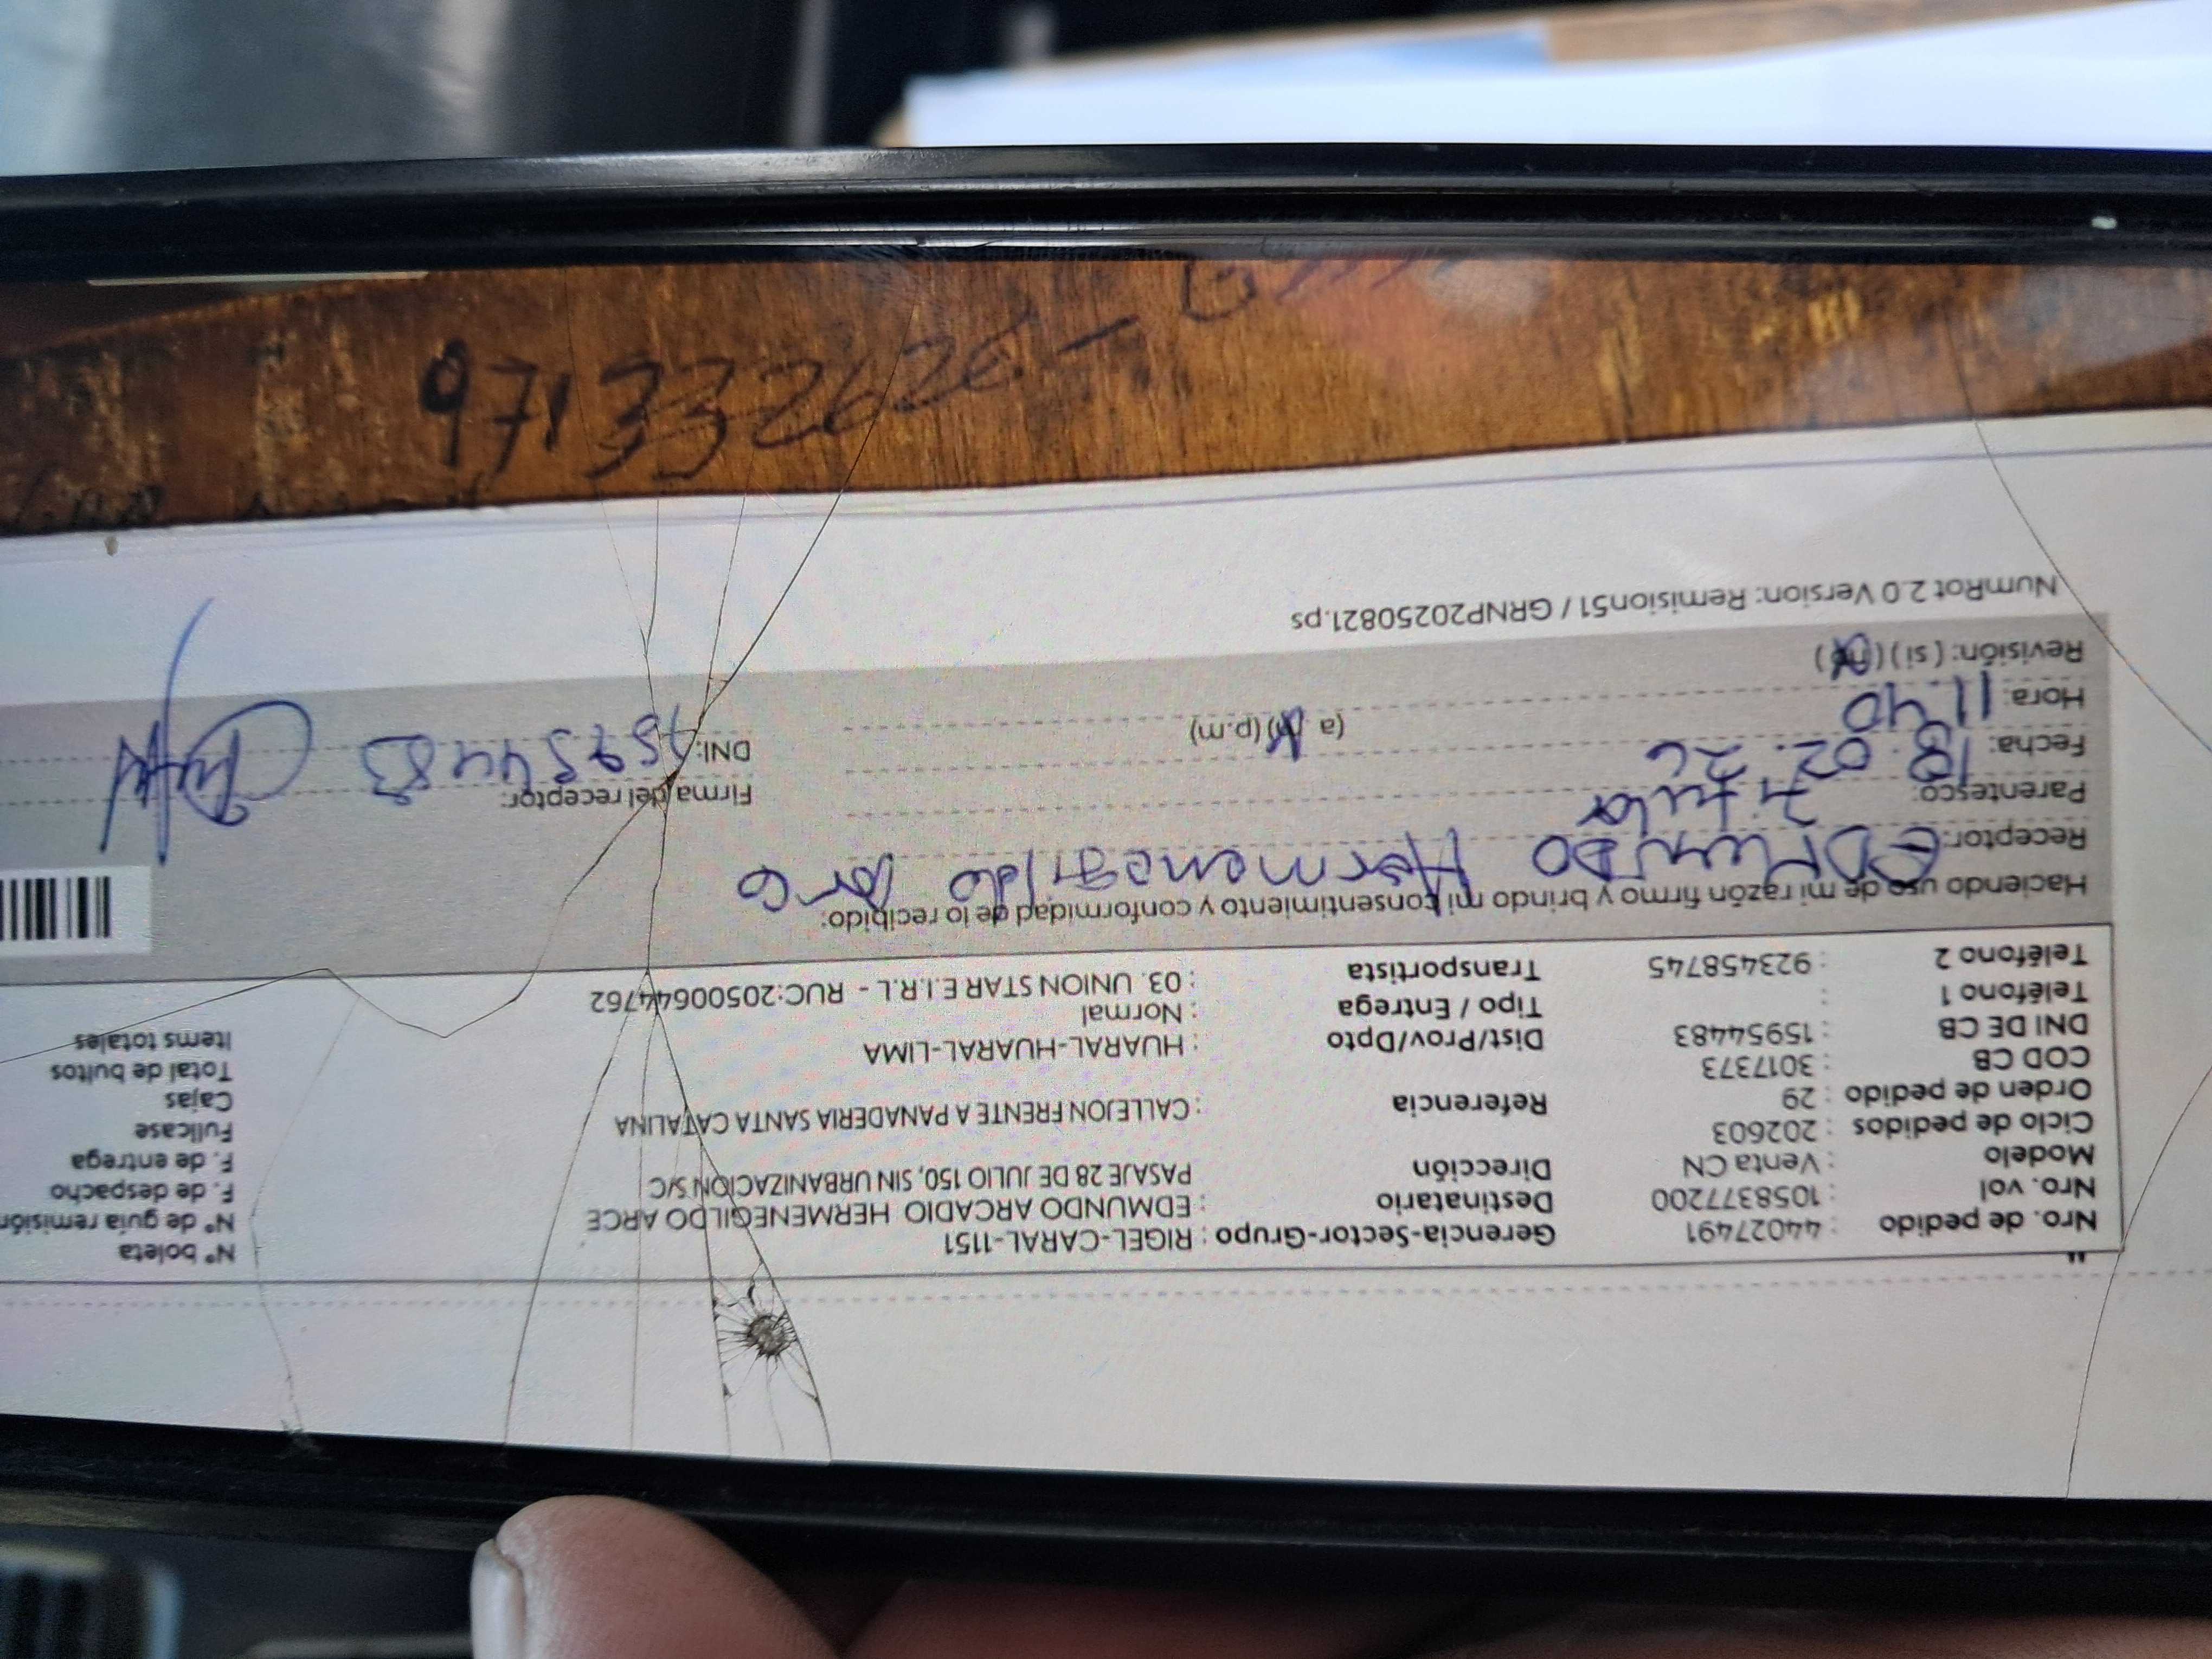 Nro. de pedido : 44027491 Gerencia-Sector-Grupo : RIGEL-CARAL-1151 N° boleta
Nro. vol : 1058377200 Destinatario : EDMUNDO ARCADIO HERMENEGILDO ARCE N° de guia remisión
Modelo : Venta CN Dirección PASAJE 28 DE JULIO 150, SIN URBANIZACION S/C F. de despacho
Ciclo de pedidos : 202603 F. de entrega
Orden de pedido : 29 Referencia : CALLEJON FRENTE A PANADERIA SANTA CATALINA Fullcase
COD CB : 3017373 Cajas
DNI DE CB : 15954483 Dist/Prov/Dpto : HUARAL-HUARAL-LIMA Total de bultos
Teléfono 1 : Tipo / Entrega : Normal Items totales
Teléfono 2 : 923458745 Transportista : 03. UNION STAR E.I.R.L - RUC:20500644762
Haciendo uso de mi razón firmo y brindo mi consentimiento y conformidad de lo recibido:
Receptor: EDMUNDO Hermenegildo Arce
Parentesco: Titular Firma del receptor:
Fecha: 13.02.26 DNI: 15954483
Hora: 11.40 (a.m) (p.m)
Revisión: ( si ) (no)
NumRot 2.0 Version: Remision51 / GRNP20250821.ps